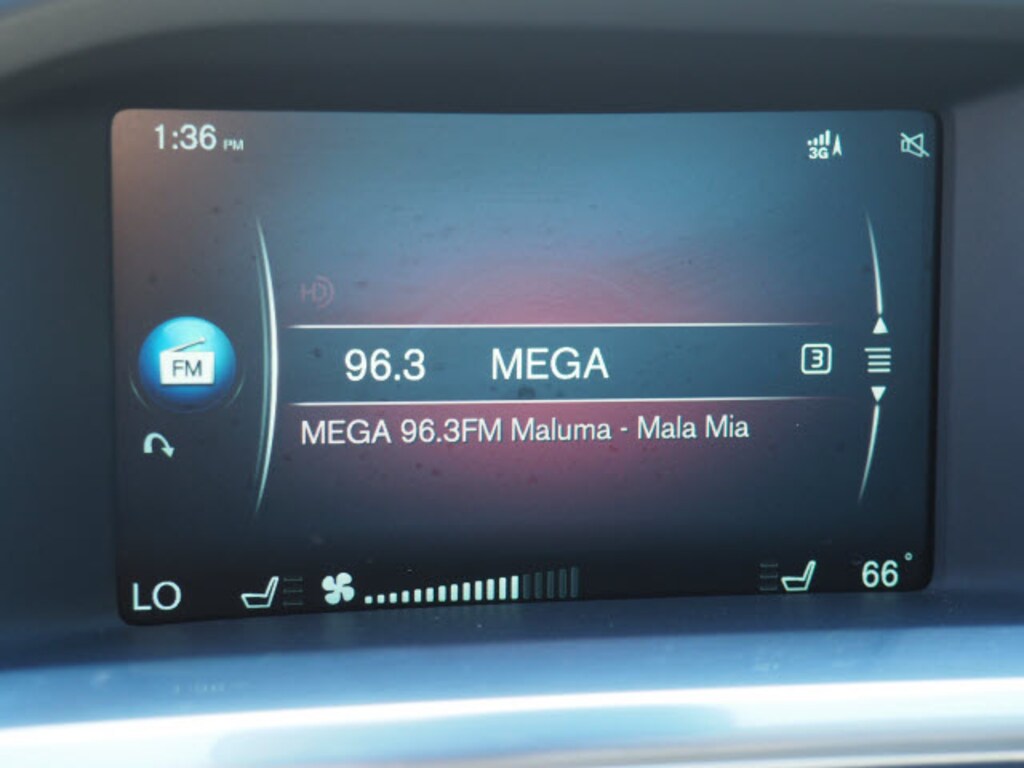 1:36 PM
3G
HD
FM
96.3 MEGA 3
MEGA 96.3FM Maluma - Mala Mia
LO
66°